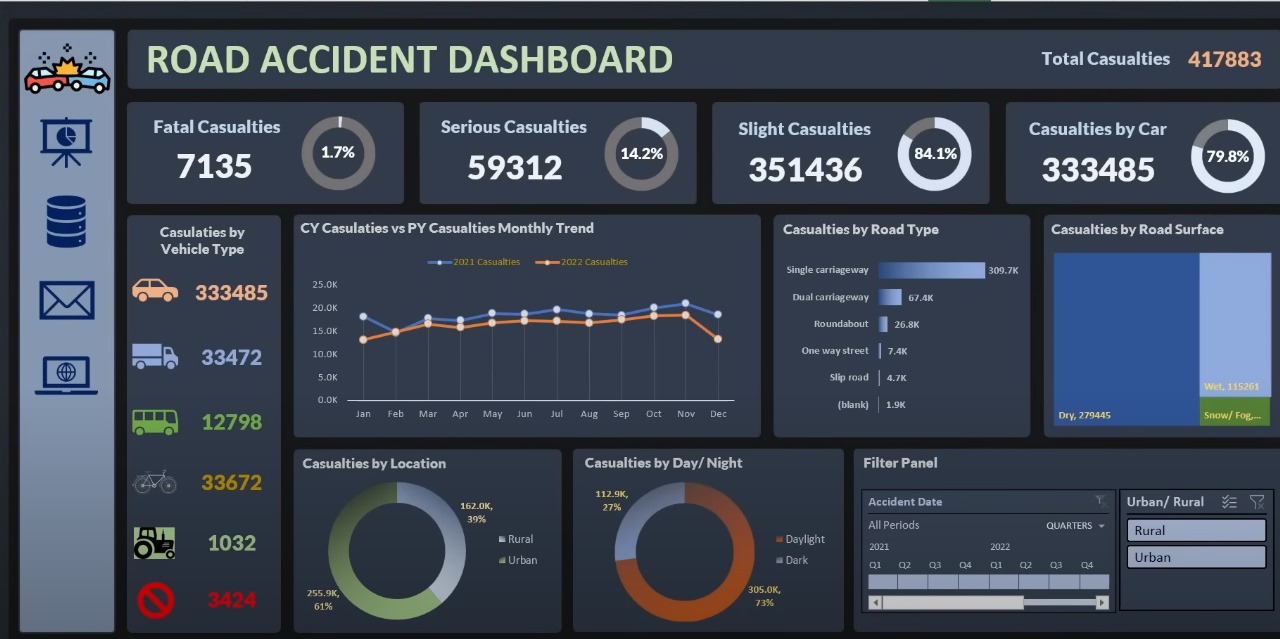 ROAD ACCIDENT DASHBOARD
Total Casualties 417883
Fatal Casualties
7135
1.7%
Serious Casualties
59312
14.2%
Slight Casualties
351436
84.1%
Casualties by Car
333485
79.8%
Casulaties by
Vehicle Type
333485
33472
12798
33672
1032
3424
CY Casulaties vs PY Casualties Monthly Trend
2021 Casualties 2022 Casualties
25.0K
20.0K
15.0K
10.0K
5.0K
0.0K
Jan Feb Mar Apr May Jun Jul Aug Sep Oct Nov Dec
Casualties by Road Type
Single carriageway 309.7K
Dual carriageway 67.4K
Roundabout 26.8K
One way street 7.4K
Slip road 4.7K
(blank) 1.9K
Casualties by Road Surface
Dry, 279445
Wet, 115261
Snow/ Fog,...
Casualties by Location
162.0K,
39%
Rural
Urban
255.9K,
61%
Casualties by Day/ Night
112.9K,
27%
Daylight
Dark
305.0K,
73%
Filter Panel
Accident Date
All Periods QUARTERS
2021 2022
Q1 Q2 Q3 Q4 Q1 Q2 Q3 Q4
Urban/ Rural
Rural
Urban